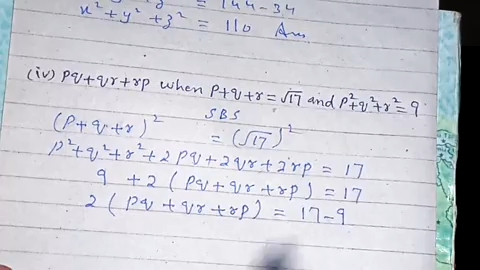 = 144-34
x² + y² + z² = 110 Ans
(iv) pq+qr+rp when p+q+r=√17 and p²+q²+r²=9
SBS
(p+q+r)² = (√17)²
p²+q²+r²+2pq+2qr+2rp = 17
9 +2(pq+qr+rp) = 17
2(pq+qr+rp) = 17-9